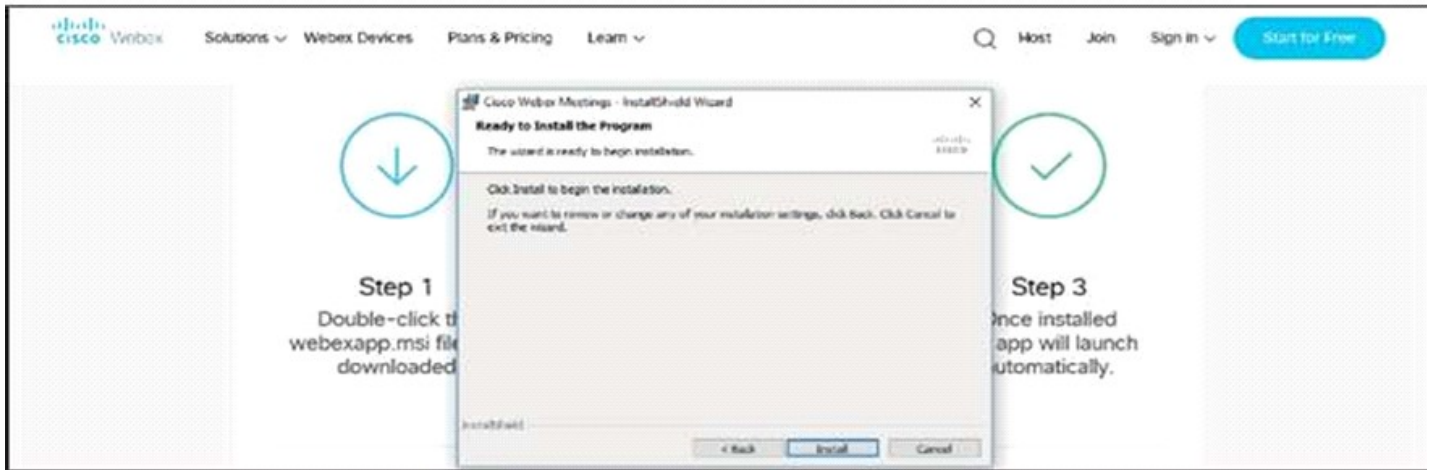 cisco Webex
Solutions Webex Devices Plans & Pricing Learn Host Join Sign in Start for Free
Cisco Webex Meetings - InstallShield Wizard
Ready to Install the Program
The wizard is ready to begin installation.
cisco
Click Install to begin the installation.
If you want to review or change any of your installation settings, click Back. Click Cancel to
exit the wizard.
InstallShield
< Back Install Cancel
Step 1
Double-click th
webexapp.msi file
downloaded
Step 3
Once installed
app will launch
automatically.